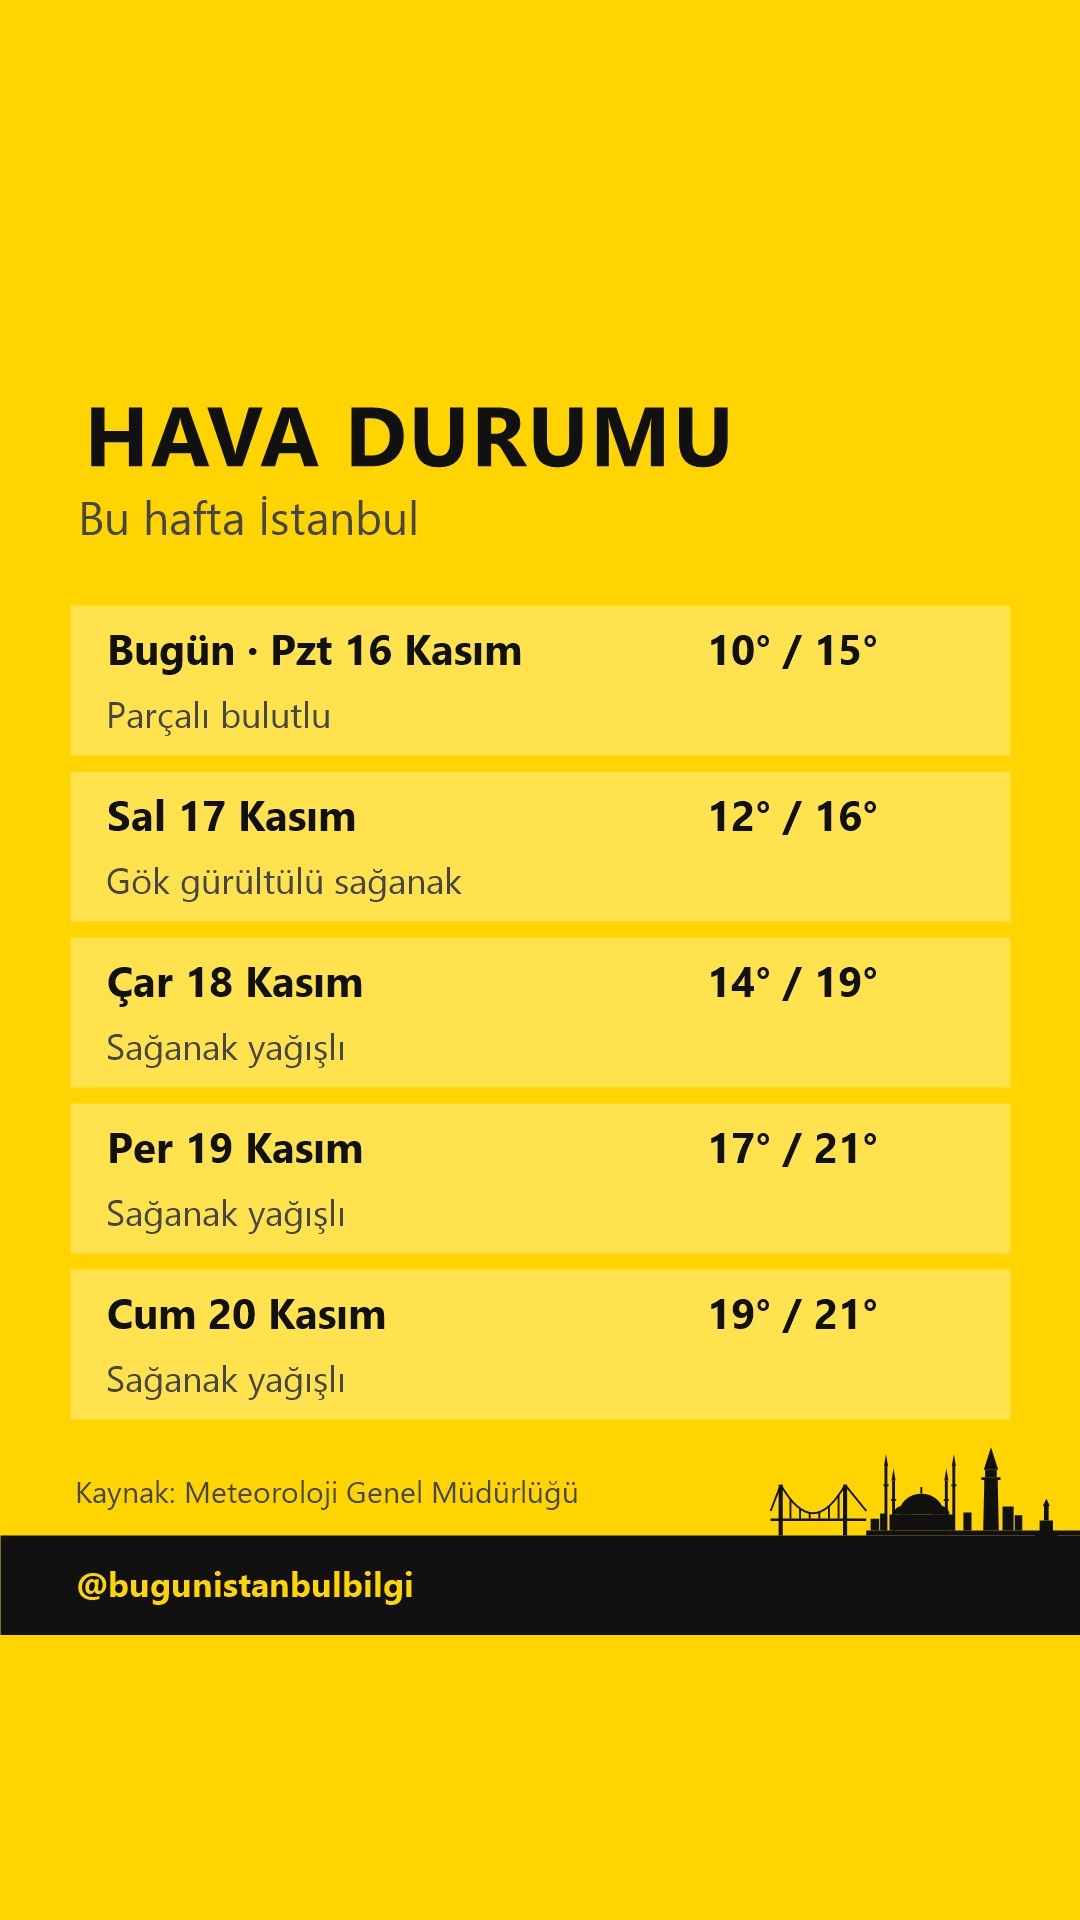 HAVA DURUMU
Bu hafta İstanbul
Bugün · Pzt 16 Kasım 10° / 15°
Parçalı bulutlu
Sal 17 Kasım 12° / 16°
Gök gürültülü sağanak
Çar 18 Kasım 14° / 19°
Sağanak yağışlı
Per 19 Kasım 17° / 21°
Sağanak yağışlı
Cum 20 Kasım 19° / 21°
Sağanak yağışlı
Kaynak: Meteoroloji Genel Müdürlüğü
@bugunistanbulbilgi